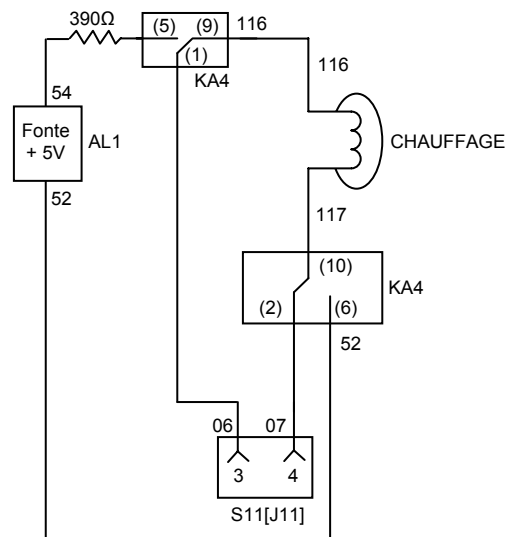 390Ω
(5) (9) 116
(1)
KA4
116
54
Fonte
+ 5V
AL1
CHAUFFAGE
52
117
(10)
KA4
(2) (6)
52
06 07
3 4
S11[J11]